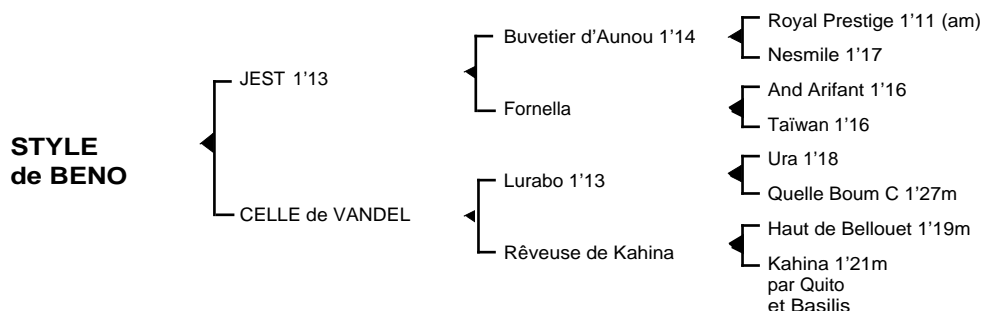 STYLE
de BENO
JEST 1'13
CELLE de VANDEL
Buvetier d'Aunou 1'14
Fornella
Lurabo 1'13
Rêveuse de Kahina
Royal Prestige 1'11 (am)
Nesmile 1'17
And Arifant 1'16
Taïwan 1'16
Ura 1'18
Quelle Boum C 1'27m
Haut de Bellouet 1'19m
Kahina 1'21m
par Quito
et Basilis